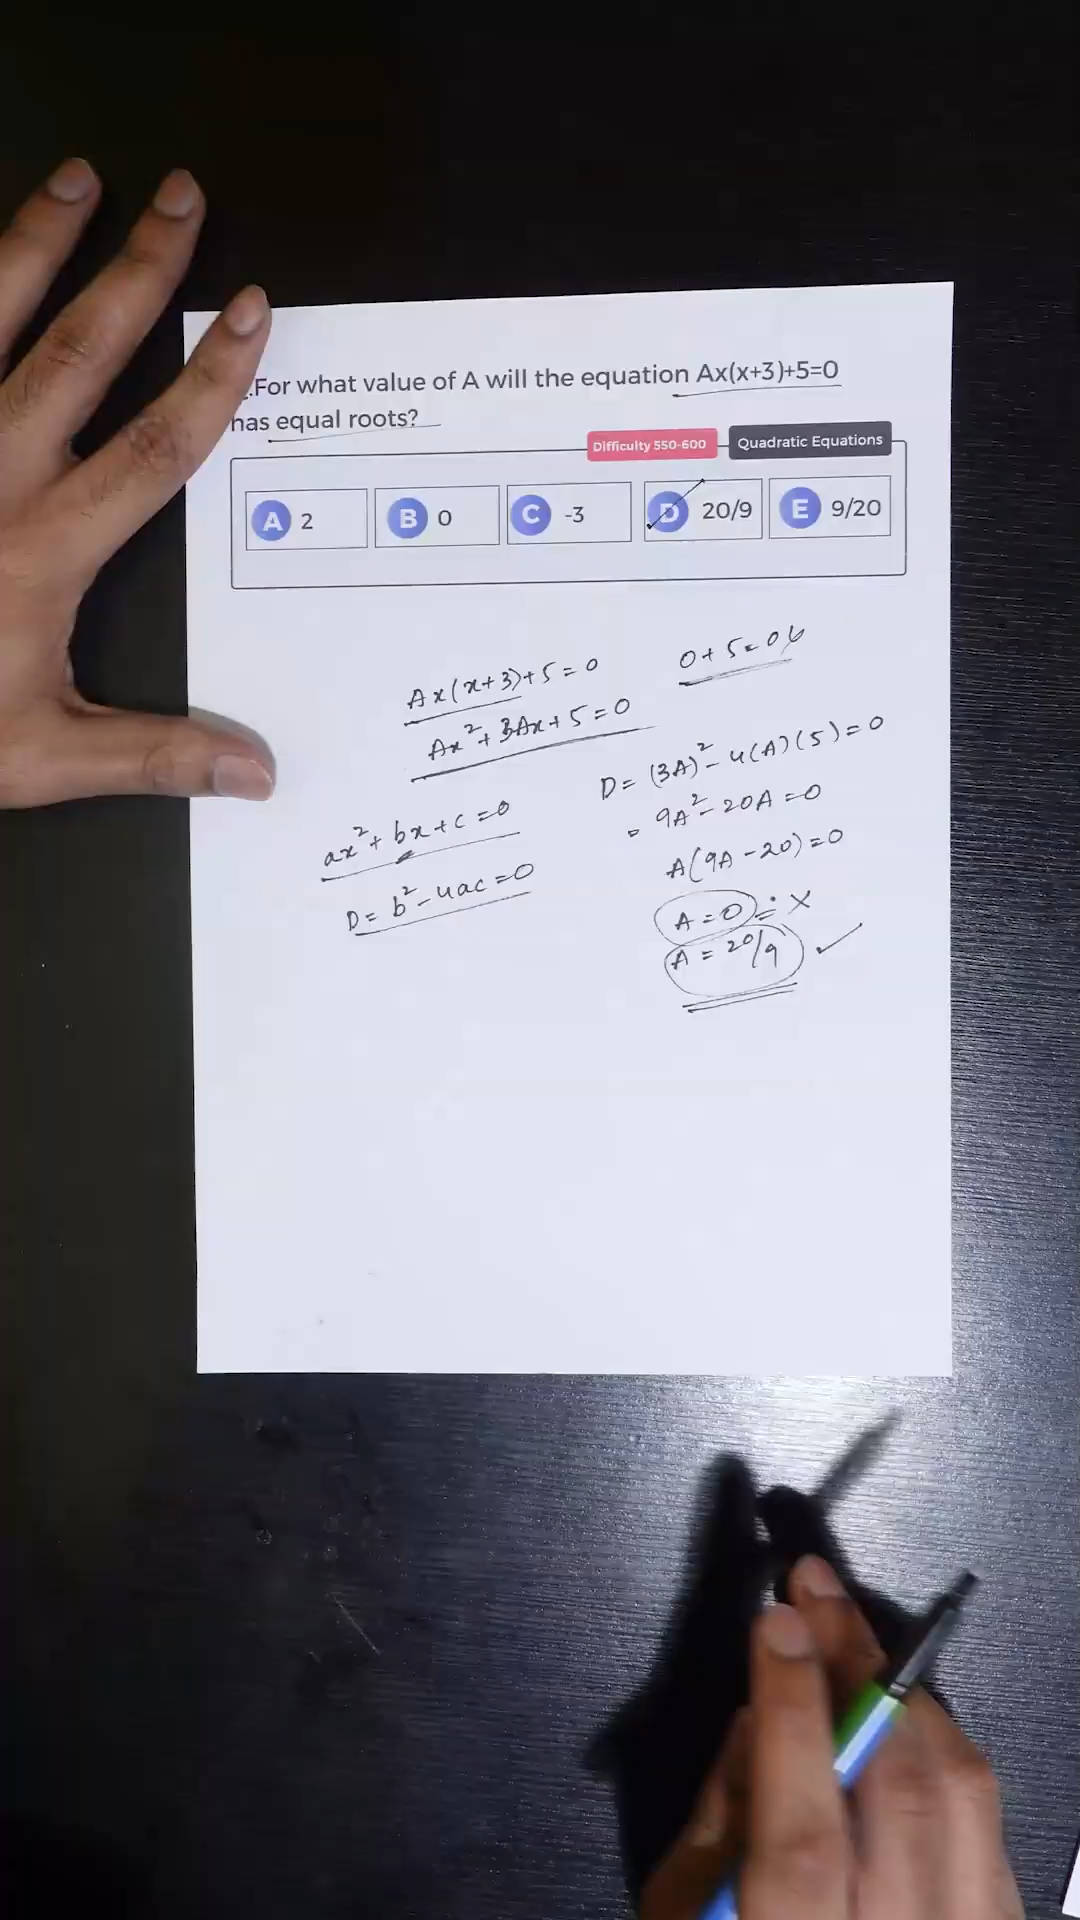 .For what value of A will the equation Ax(x+3)+5=0
has equal roots?
Difficulty 550-600
Quadratic Equations
A 2
B 0
C -3
D 20/9
E 9/20
Ax(x+3)+5=0
Ax²+3Ax+5=0
ax²+bx+c=0
D=b²-4ac=0
0+5=0
D=(3A)²-4(A)(5)=0
= 9A²-20A=0
A(9A-20)=0
A=0 x
A=20/9 ✓